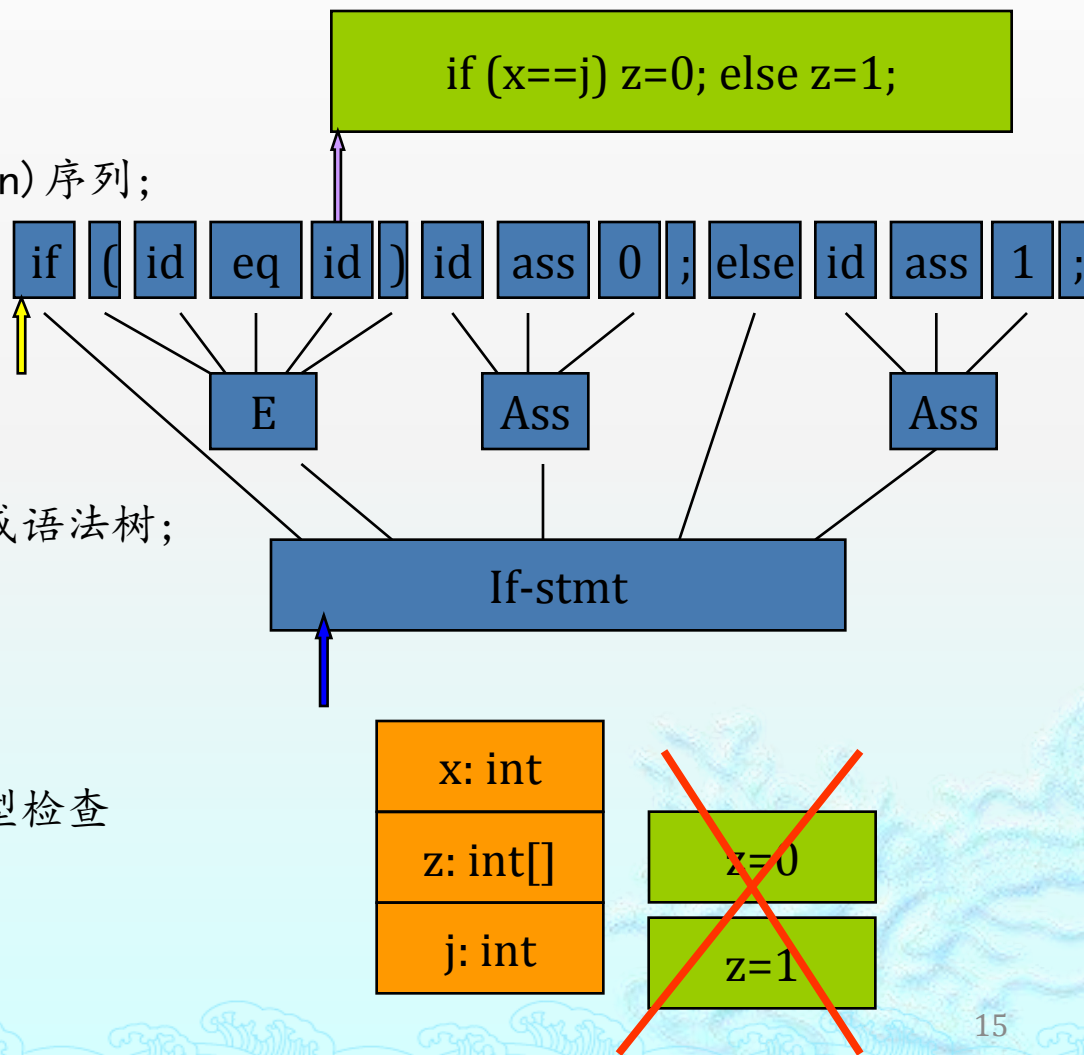 if (x==j) z=0; else z=1;
n)序列;
if ( id eq id ) id ass 0 ; else id ass 1 ;
E Ass Ass
语法树;
If-stmt
x: int
型检查
z: int[] z=0
j: int z=1
15